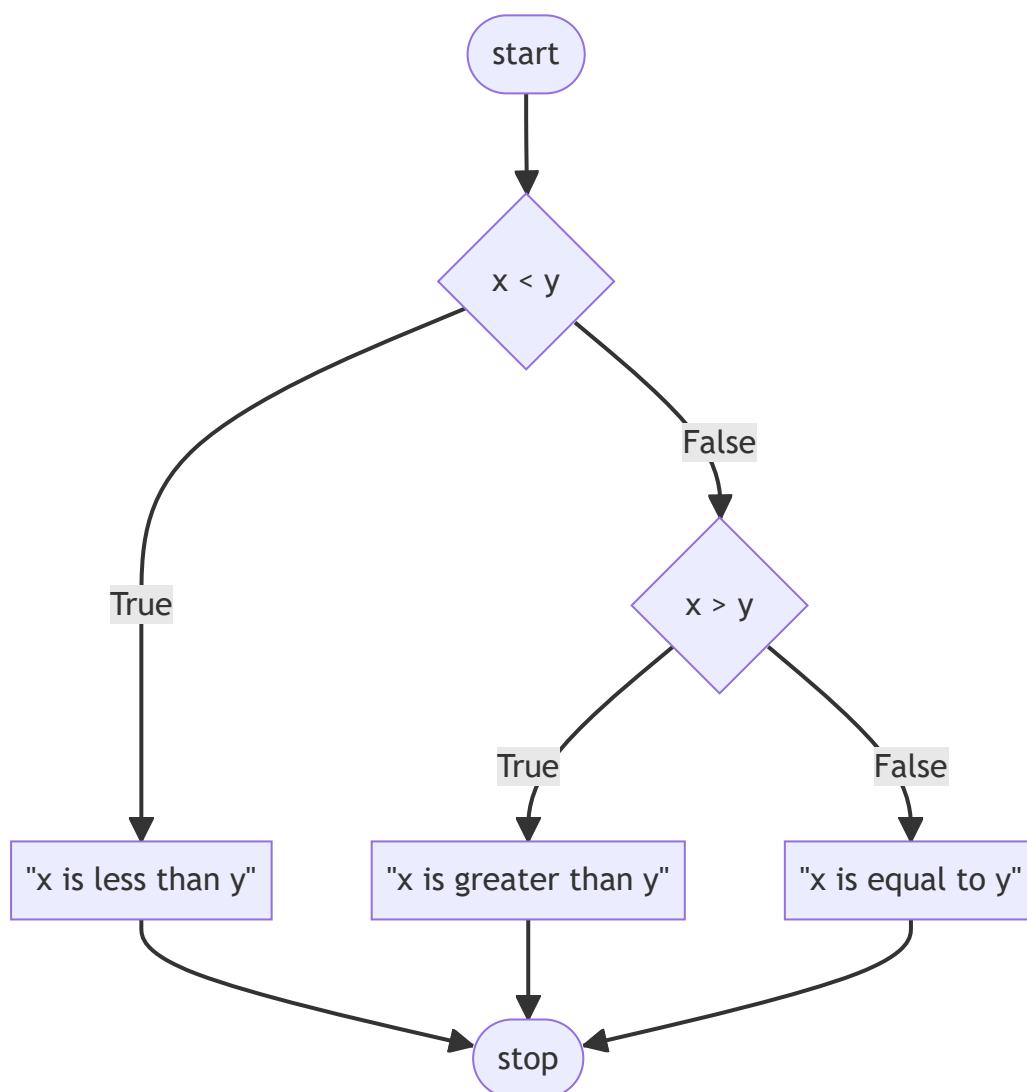 start
x < y
False
True
x > y
True
False
"x is less than y"
"x is greater than y"
"x is equal to y"
stop